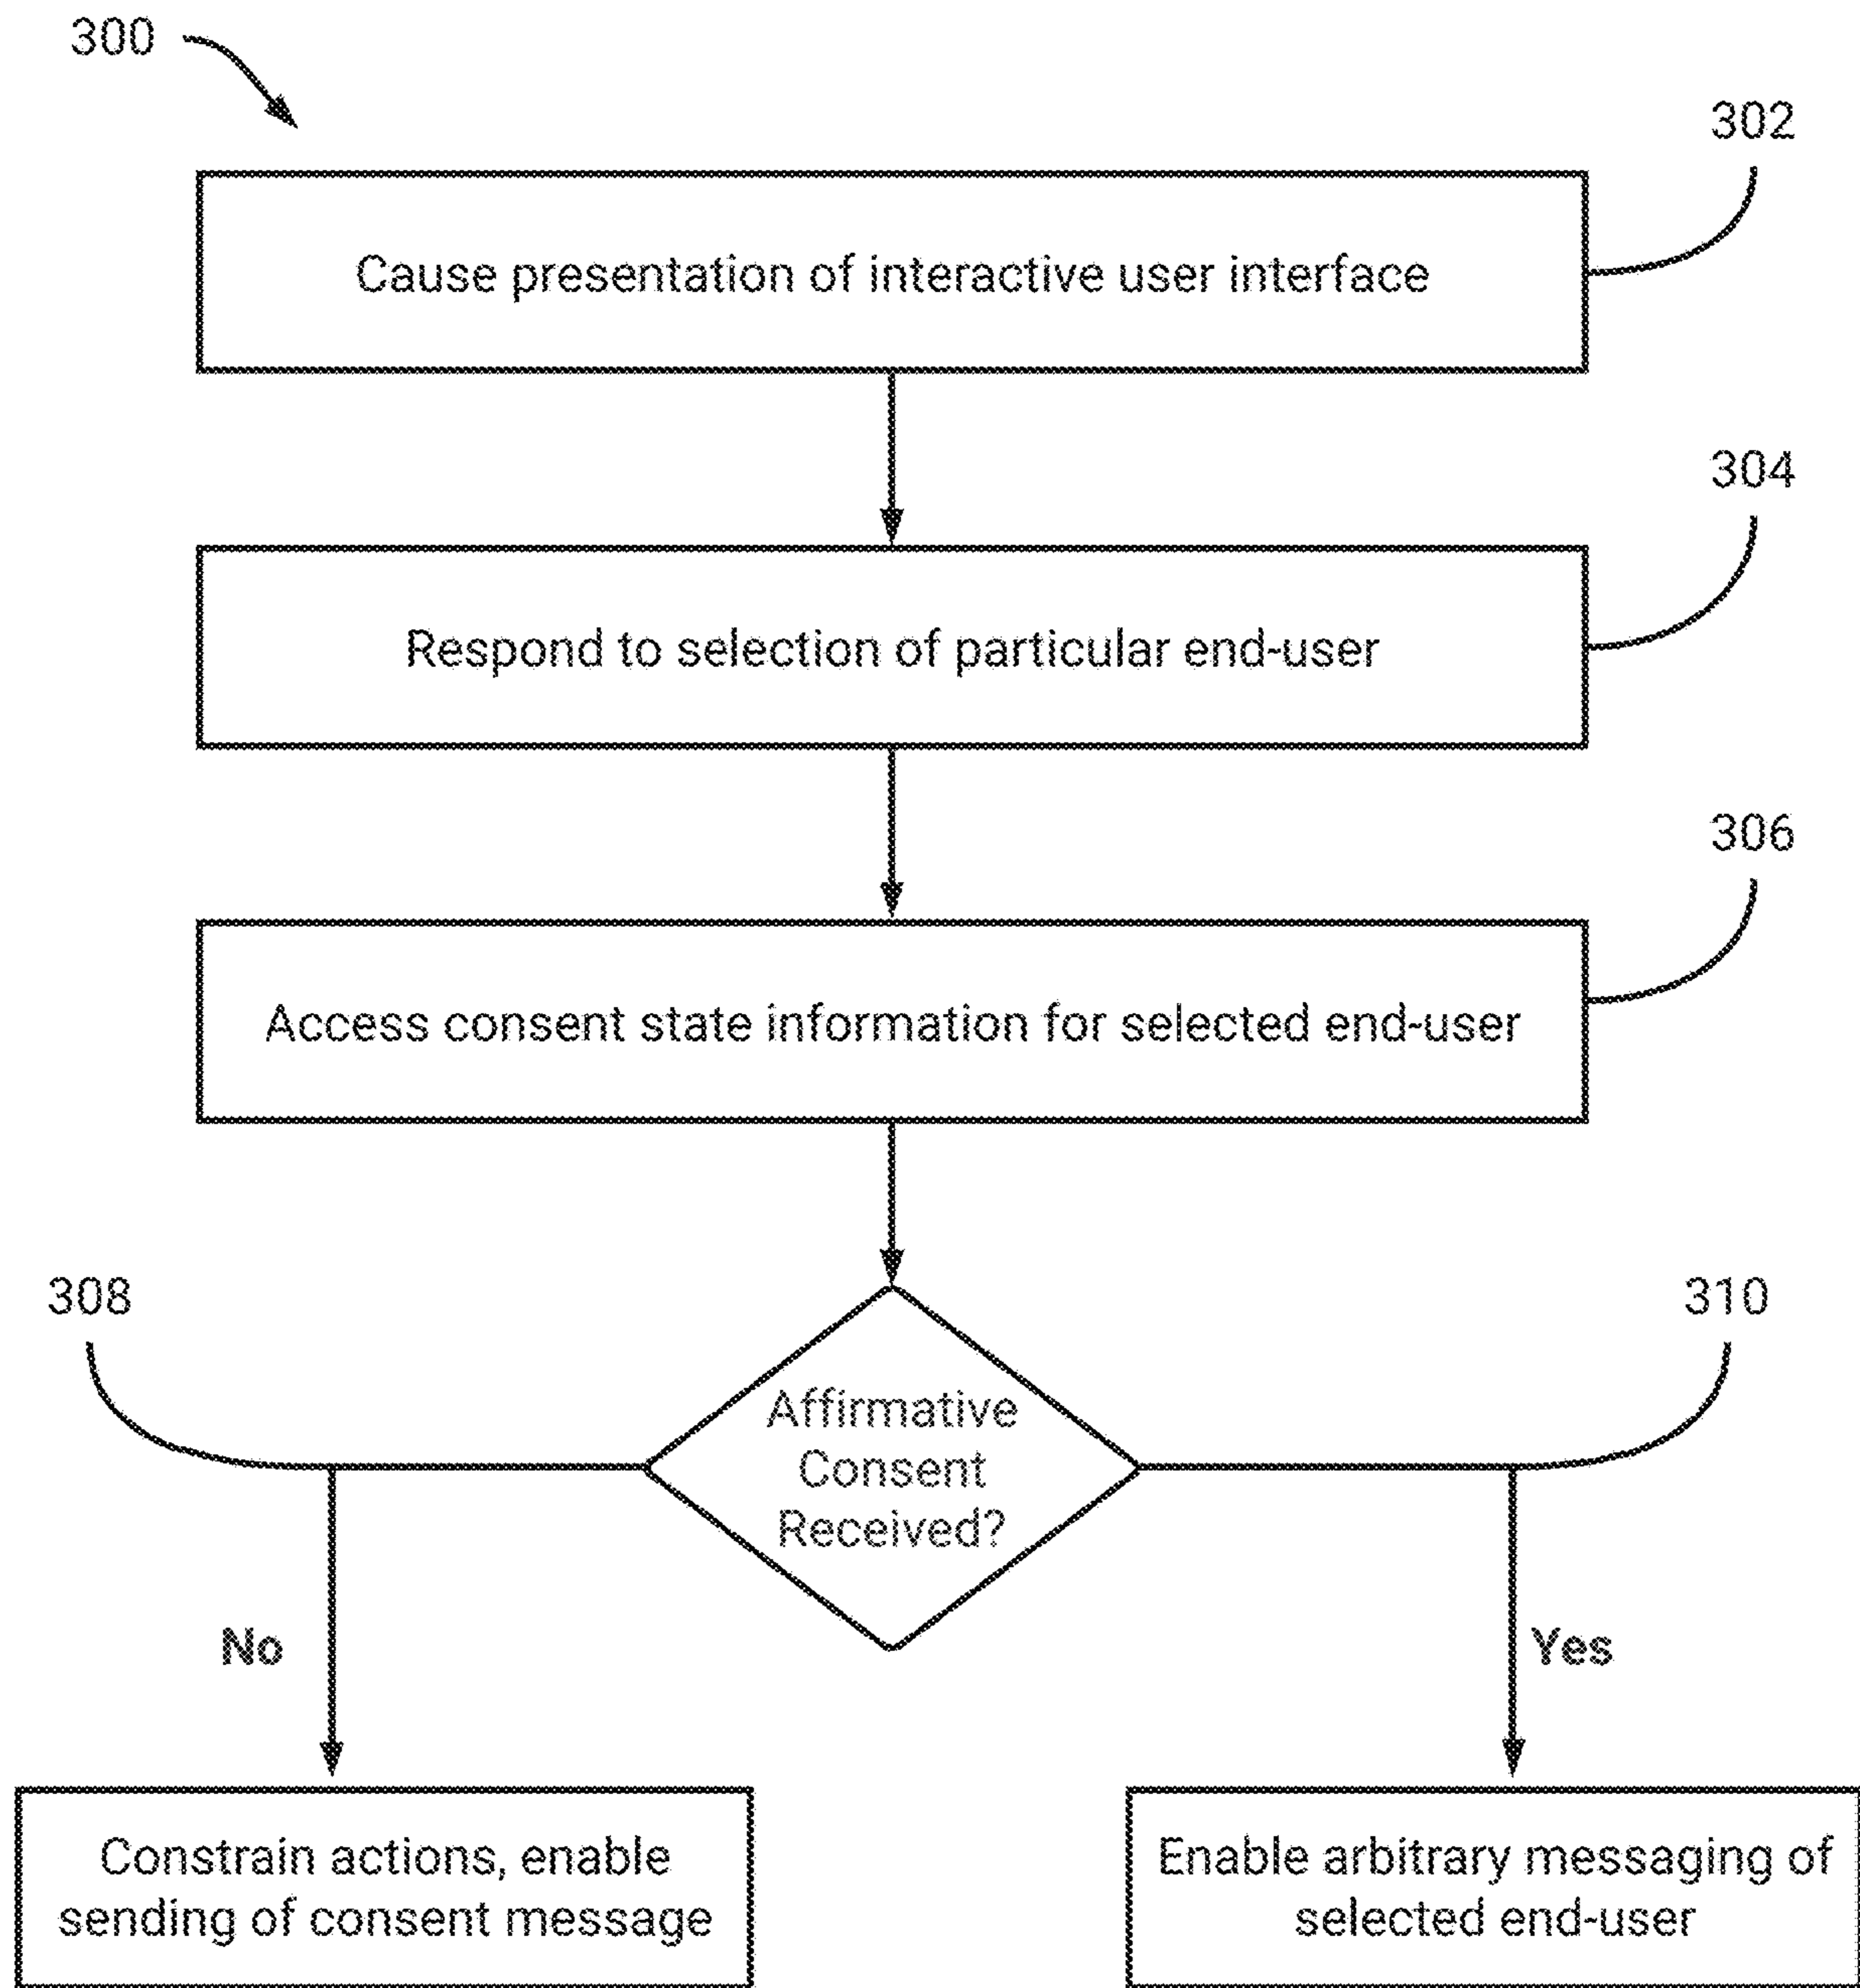 300
302
Cause presentation of interactive user interface
304
Respond to selection of particular end-user
306
Access consent state information for selected end-user
308
310
Affirmative
Consent
Received?
No
Yes
Constrain actions, enable
sending of consent message
Enable arbitrary messaging of
selected end-user